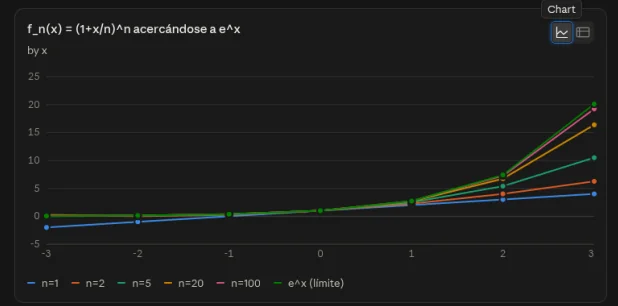 Chart
f_n(x) = (1+x/n)^n acercándose a e^x
by x
25
20
15
10
5
0
-5
-3 -2 -1 0 1 2 3
n=1 n=2 n=5 n=20 n=100 e^x (límite)